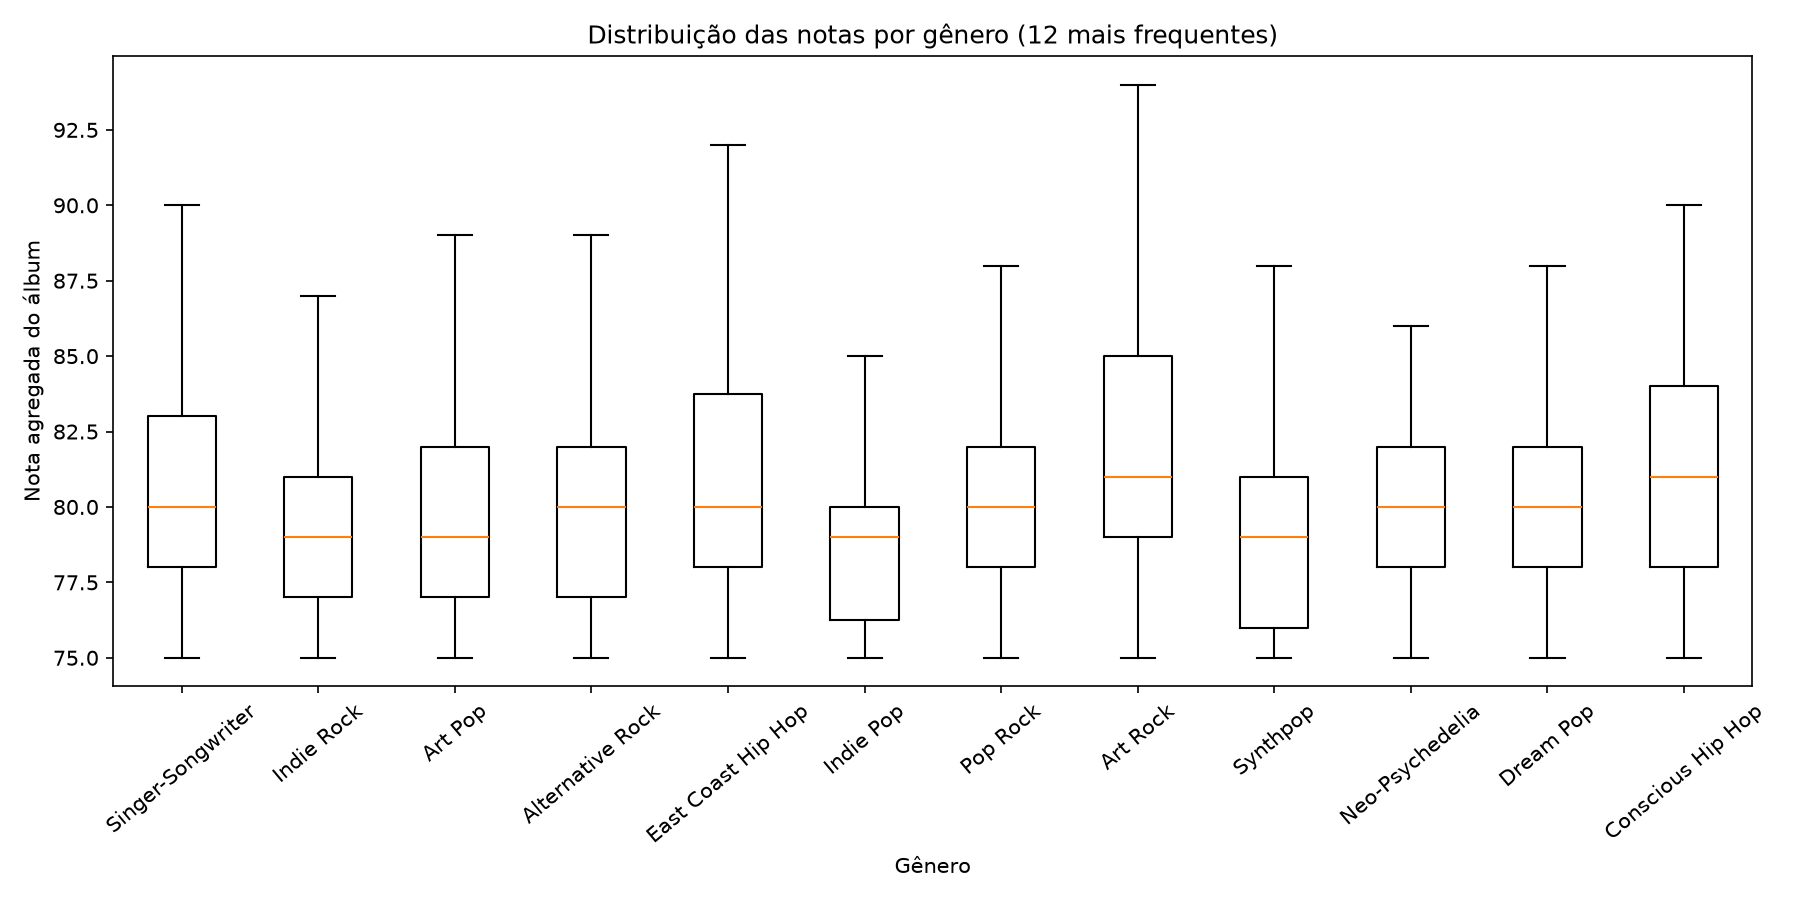 Distribuição das notas por gênero (12 mais frequentes)
Nota agregada do álbum
92.5
90.0
87.5
85.0
82.5
80.0
77.5
75.0
Singer-Songwriter
Indie Rock
Art Pop
Alternative Rock
East Coast Hip Hop
Indie Pop
Pop Rock
Art Rock
Synthpop
Neo-Psychedelia
Dream Pop
Conscious Hip Hop
Gênero